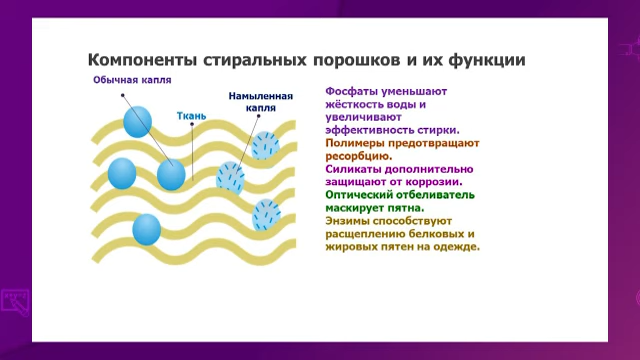 Компоненты стиральных порошков и их функции
Обычная капля
Ткань
Намыленная
капля
Фосфаты уменьшают
жёсткость воды и
увеличивают
эффективность стирки.
Полимеры предотвращают
ресорбцию.
Силикаты дополнительно
защищают от коррозии.
Оптический отбеливатель
маскирует пятна.
Энзимы способствуют
расщеплению белковых и
жировых пятен на одежде.